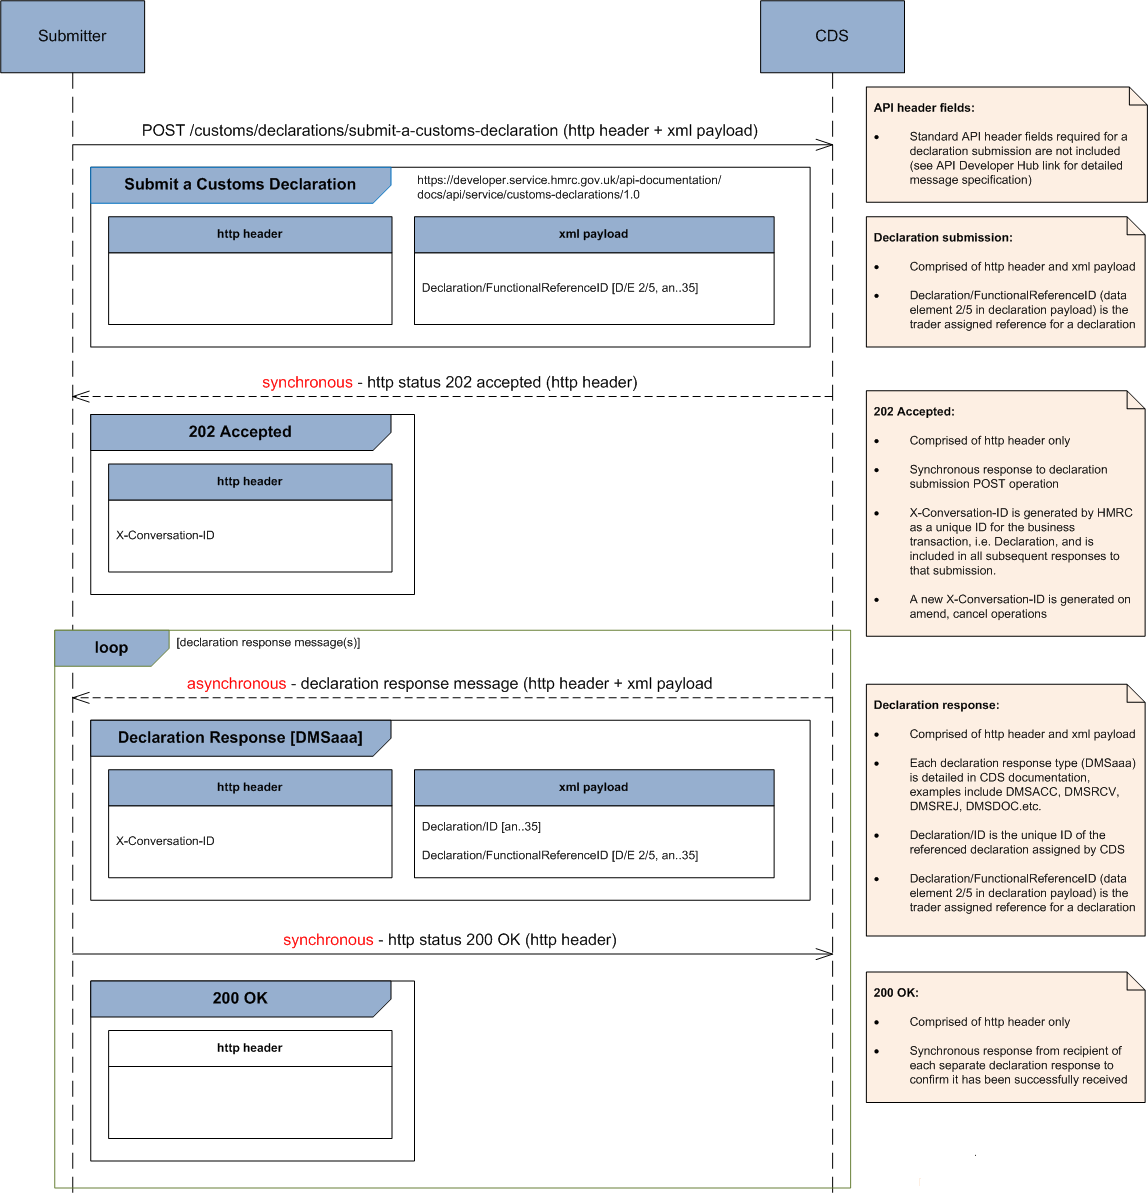 Submitter
CDS
POST /customs/declarations/submit-a-customs-declaration (http header + xml payload)
Submit a Customs Declaration
https://developer.service.hmrc.gov.uk/api-documentation/
docs/api/service/customs-declarations/1.0
http header
xml payload
Declaration/FunctionalReferenceID [D/E 2/5, an..35]
API header fields:
• Standard API header fields required for a
declaration submission are not included
(see API Developer Hub link for detailed
message specification)
Declaration submission:
• Comprised of http header and xml payload
• Declaration/FunctionalReferenceID (data
element 2/5 in declaration payload) is the
trader assigned reference for a declaration
synchronous - http status 202 accepted (http header)
202 Accepted
http header
X-Conversation-ID
202 Accepted:
• Comprised of http header only
• Synchronous response to declaration
submission POST operation
• X-Conversation-ID is generated by HMRC
as a unique ID for the business
transaction, i.e. Declaration, and is
included in all subsequent responses to
that submission.
• A new X-Conversation-ID is generated on
amend, cancel operations
loop
[declaration response message(s)]
asynchronous - declaration response message (http header + xml payload
Declaration Response [DMSaaa]
http header
X-Conversation-ID
xml payload
Declaration/ID [an..35]
Declaration/FunctionalReferenceID [D/E 2/5, an..35]
Declaration response:
• Comprised of http header and xml payload
• Each declaration response type (DMSaaa)
is detailed in CDS documentation,
examples include DMSACC, DMSRCV,
DMSREJ, DMSDOC.etc.
• Declaration/ID is the unique ID of the
referenced declaration assigned by CDS
• Declaration/FunctionalReferenceID (data
element 2/5 in declaration payload) is the
trader assigned reference for a declaration
synchronous - http status 200 OK (http header)
200 OK
http header
200 OK:
• Comprised of http header only
• Synchronous response from recipient of
each separate declaration response to
confirm it has been successfully received